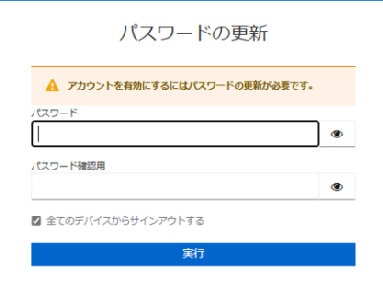 パスワードの更新
アカウントを有効にするにはパスワードの更新が必要です。
パスワード
パスワード確認用
全てのデバイスからサインアウトする
実行